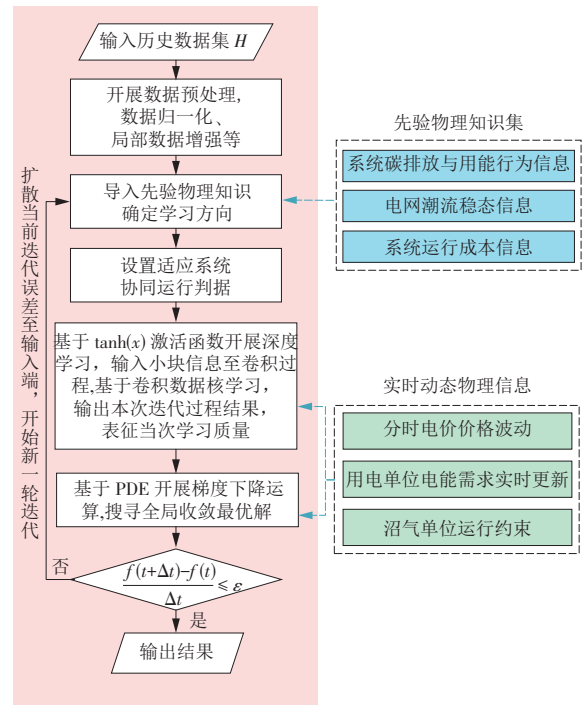 输入历史数据集 H
开展数据预处理,
数据归一化、
局部数据增强等
导入先验物理知识
确定学习方向
设置适应系统
协同运行判据
基于 tanh(x) 激活函数开展深度
学习，输入小块信息至卷积过
程,基于卷积数据核学习，
输出本次迭代过程结果，
表征当次学习质量
基于 PDE 开展梯度下降运
算,搜寻全局收敛最优解
f(t+Δt)−f(t)
Δt
≤ ε
否
是
输出结果
扩散当前迭代误差至输入端，开始新一轮迭代
先验物理知识集
系统碳排放与用能行为信息
电网潮流稳态信息
系统运行成本信息
实时动态物理信息
分时电价价格波动
用电单位电能需求实时更新
沼气单位运行约束